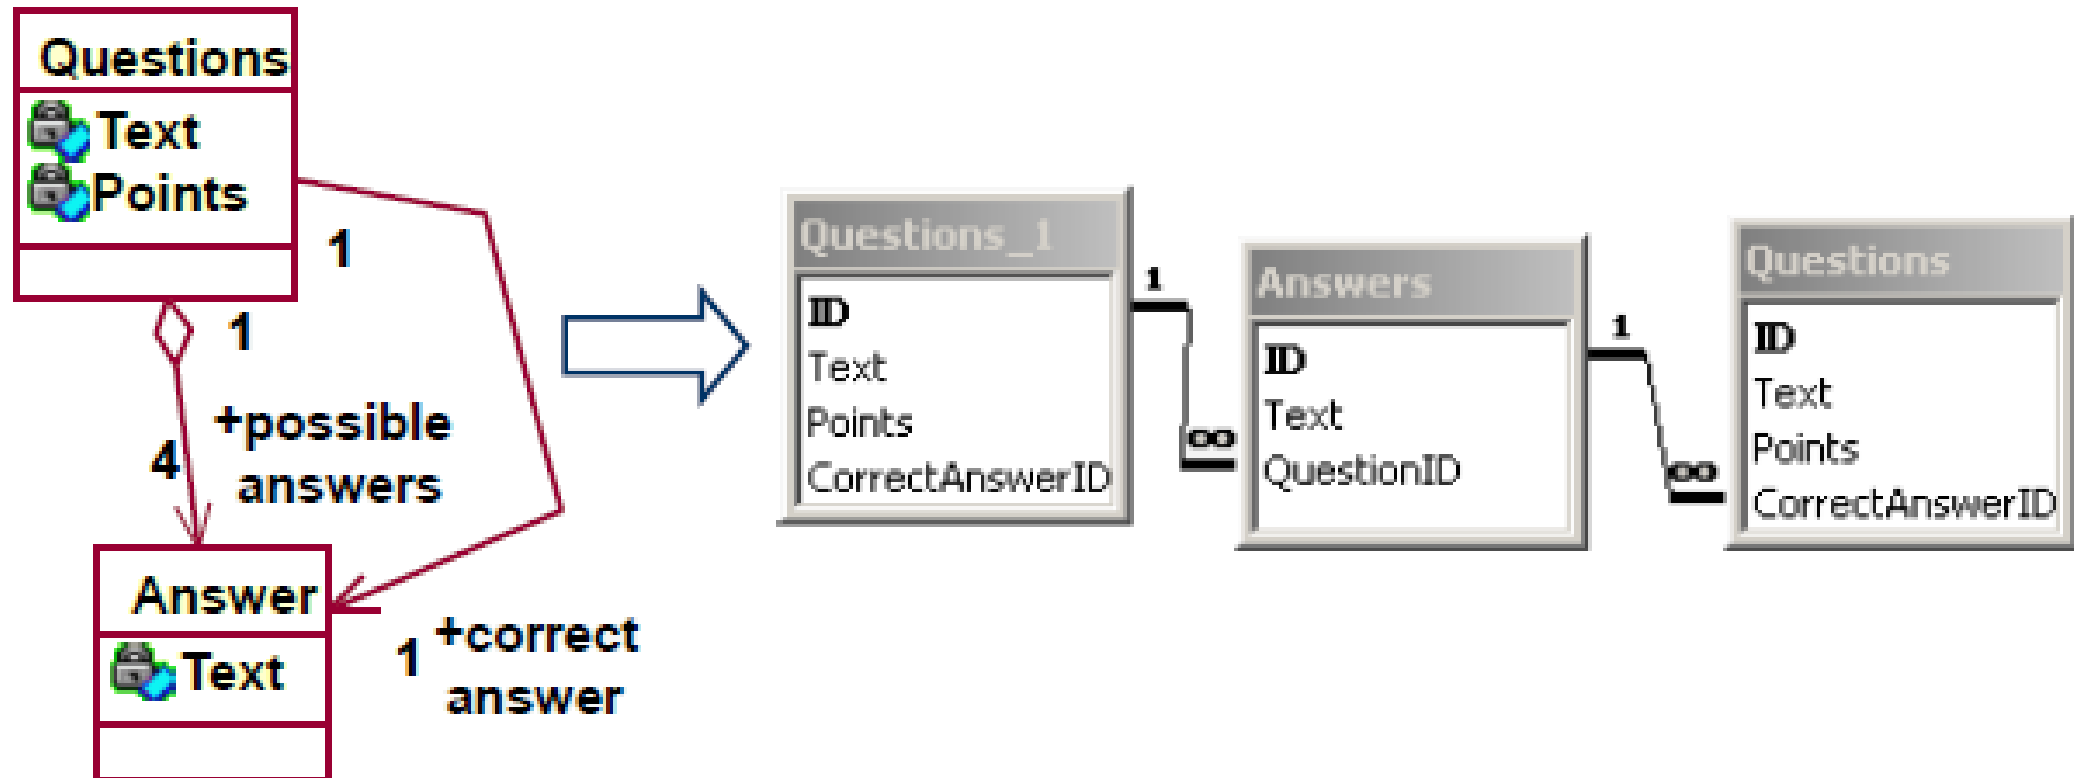 Questions
Text
Points
1
1
+possible
answers
4
Answer
Text
1
+correct
answer
Questions_1
ID
Text
Points
CorrectAnswerID
1
∞
Answers
ID
Text
QuestionID
1
∞
Questions
ID
Text
Points
CorrectAnswerID